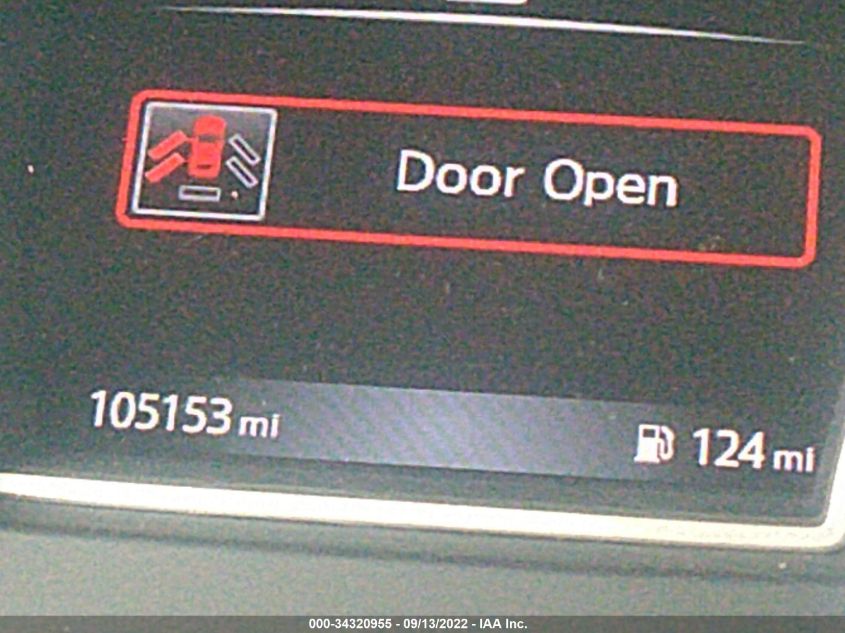 Door Open
105153 mi 124 mi
000-34320955 - 09/13/2022 - IAA Inc.